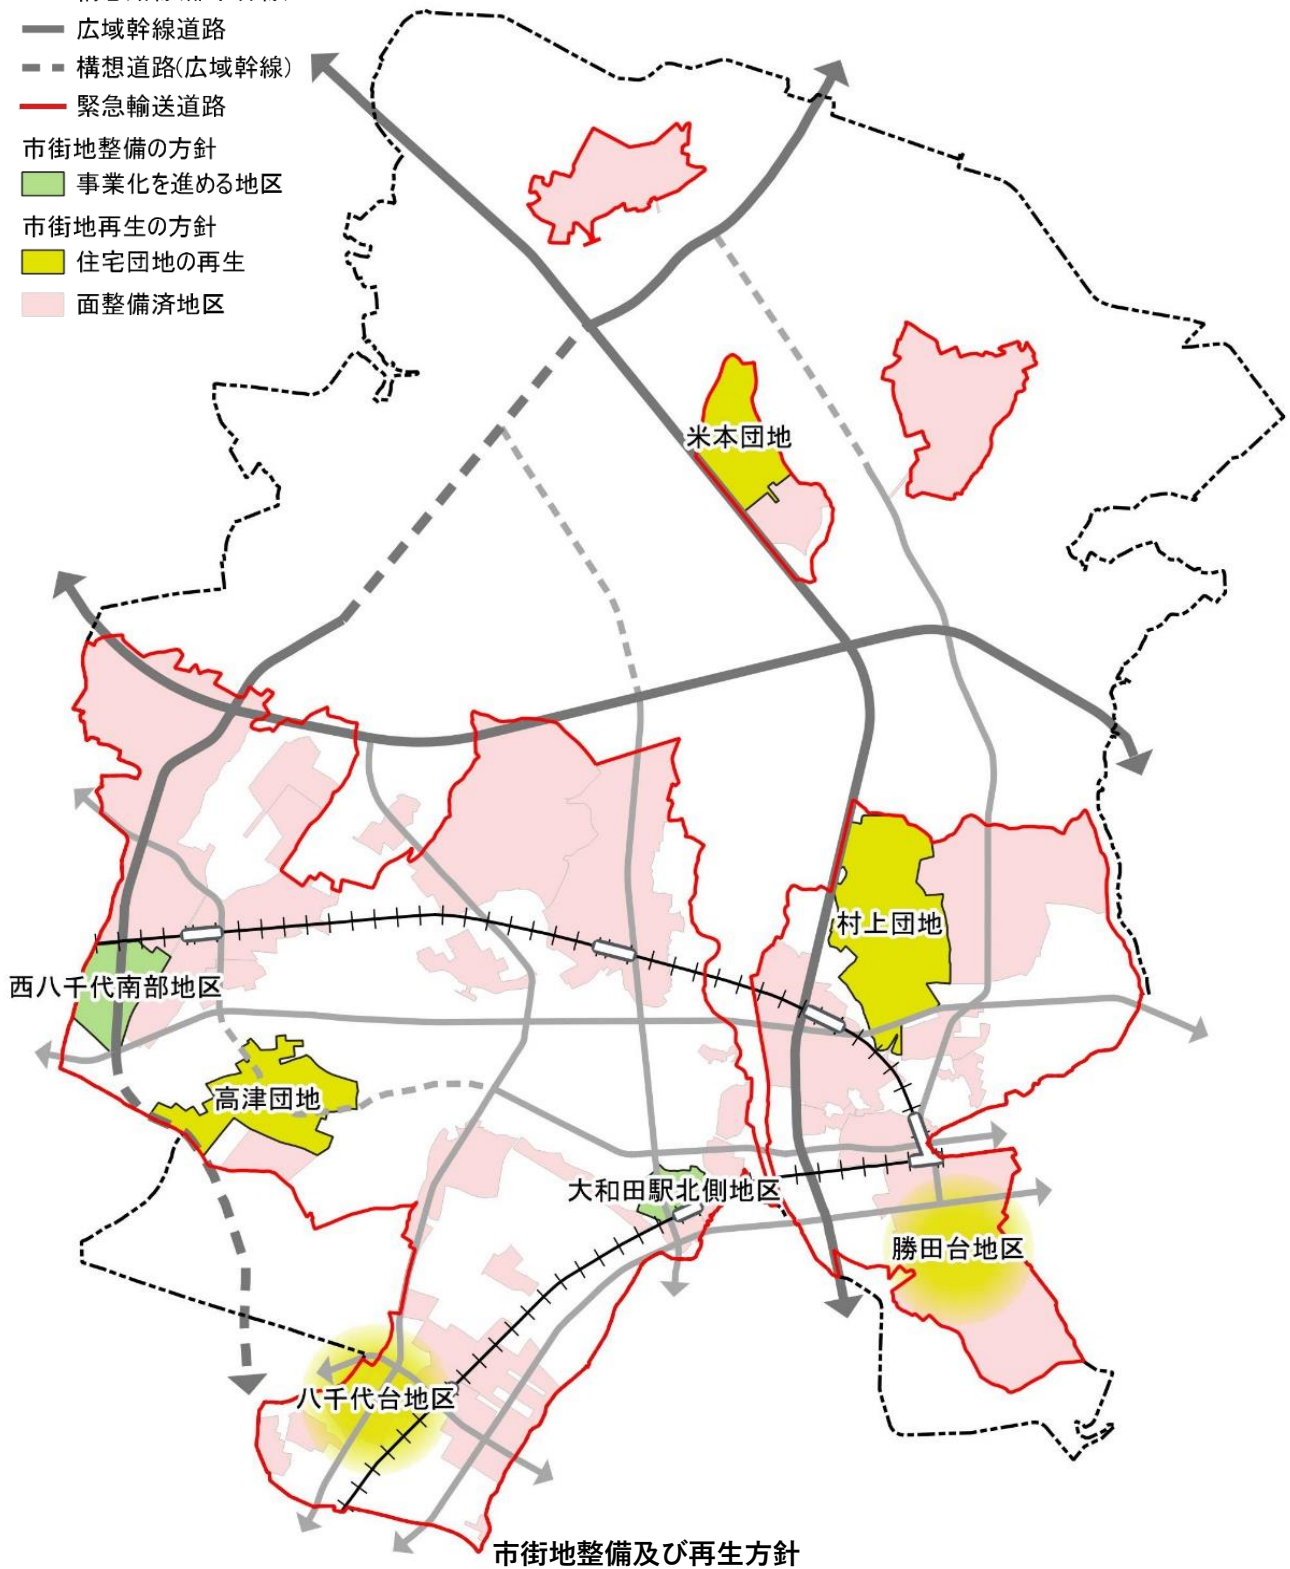 広域幹線道路
構想道路(広域幹線)
緊急輸送道路
市街地整備の方針
事業化を進める地区
市街地再生の方針
住宅団地の再生
面整備済地区
米本団地
村上団地
西八千代南部地区
高津団地
大和田駅北側地区
勝田台地区
八千代台地区
市街地整備及び再生方針